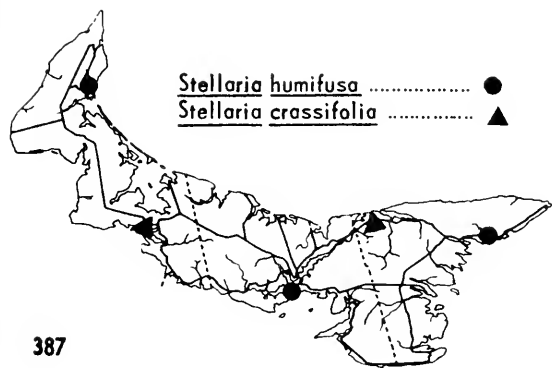 Stellaria humifusa ................ ●
Stellaria crassifolia ............. ▲
387